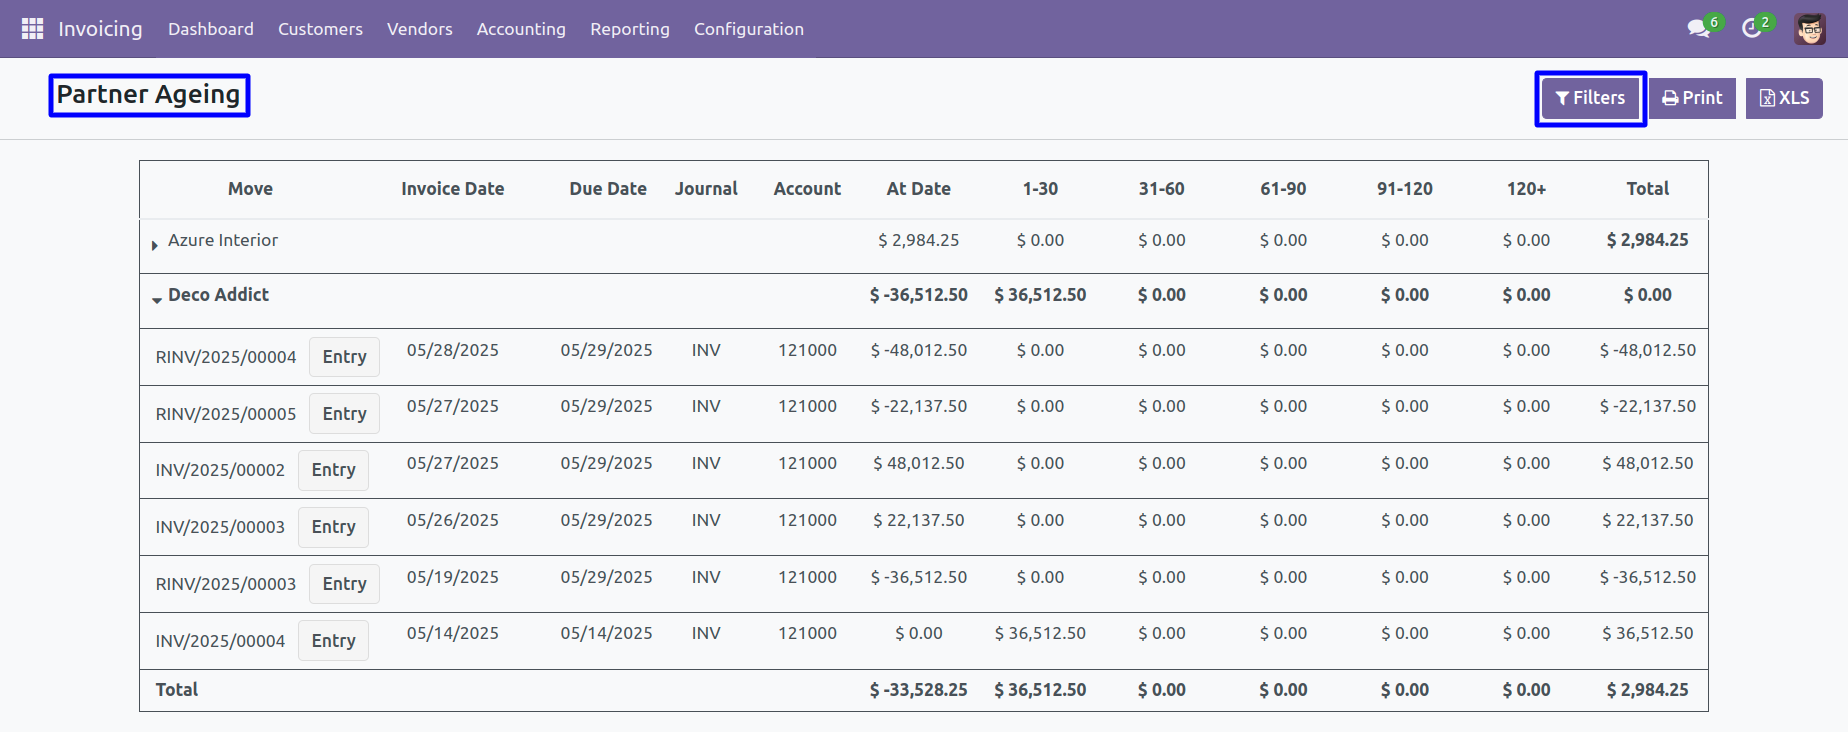 Invoicing Dashboard Customers Vendors Accounting Reporting Configuration 6 2
Partner Ageing Filters Print XLS
Move Invoice Date Due Date Journal Account At Date 1-30 31-60 61-90 91-120 120+ Total
Azure Interior $ 2,984.25 $ 0.00 $ 0.00 $ 0.00 $ 0.00 $ 0.00 $ 2,984.25
Deco Addict $ -36,512.50 $ 36,512.50 $ 0.00 $ 0.00 $ 0.00 $ 0.00 $ 0.00
RINV/2025/00004 Entry 05/28/2025 05/29/2025 INV 121000 $ -48,012.50 $ 0.00 $ 0.00 $ 0.00 $ 0.00 $ 0.00 $ -48,012.50
RINV/2025/00005 Entry 05/27/2025 05/29/2025 INV 121000 $ -22,137.50 $ 0.00 $ 0.00 $ 0.00 $ 0.00 $ 0.00 $ -22,137.50
INV/2025/00002 Entry 05/27/2025 05/29/2025 INV 121000 $ 48,012.50 $ 0.00 $ 0.00 $ 0.00 $ 0.00 $ 0.00 $ 48,012.50
INV/2025/00003 Entry 05/26/2025 05/29/2025 INV 121000 $ 22,137.50 $ 0.00 $ 0.00 $ 0.00 $ 0.00 $ 0.00 $ 22,137.50
RINV/2025/00003 Entry 05/19/2025 05/29/2025 INV 121000 $ -36,512.50 $ 0.00 $ 0.00 $ 0.00 $ 0.00 $ 0.00 $ -36,512.50
INV/2025/00004 Entry 05/14/2025 05/14/2025 INV 121000 $ 0.00 $ 36,512.50 $ 0.00 $ 0.00 $ 0.00 $ 0.00 $ 36,512.50
Total $ -33,528.25 $ 36,512.50 $ 0.00 $ 0.00 $ 0.00 $ 0.00 $ 2,984.25